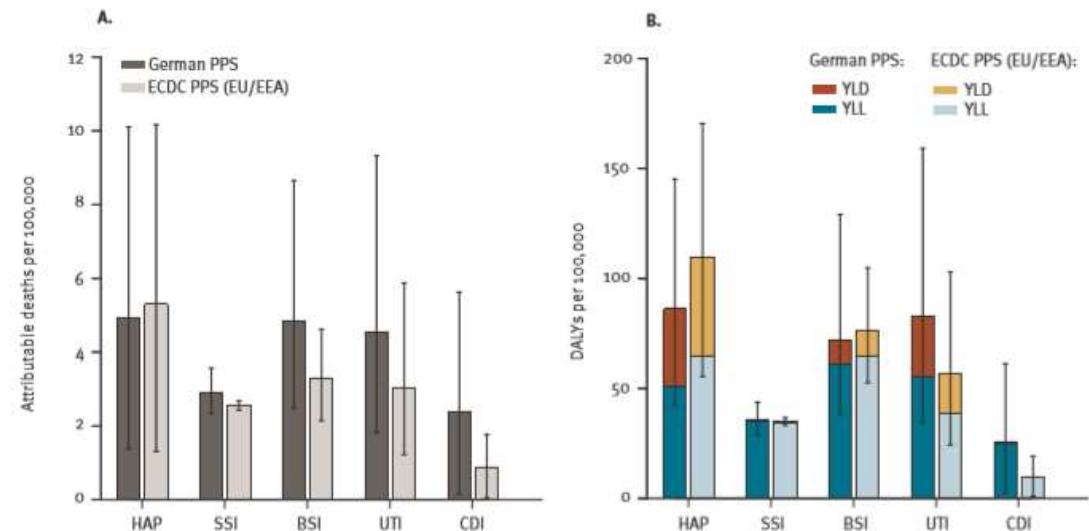 A.
German PPS
ECDC PPS (EU/EEA)
Attributable deaths per 100,000
12
10
8
6
4
2
0
HAP SSI BSI UTI CDI
B.
German PPS: ECDC PPS (EU/EEA):
YLD YLD
YLL YLL
DALYs per 100,000
200
150
100
50
0
HAP SSI BSI UTI CDI